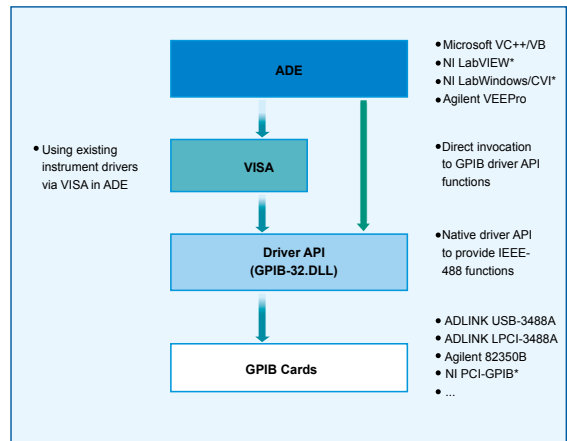 ADE
• Microsoft VC++/VB
• NI LabVIEW*
• NI LabWindows/CVI*
• Agilent VEEPro
• Using existing
instrument drivers
via VISA in ADE
VISA
• Direct invocation
to GPIB driver API
functions
Driver API
(GPIB-32.DLL)
• Native driver API
to provide IEEE-
488 functions
GPIB Cards
• ADLINK USB-3488A
• ADLINK LPCI-3488A
• Agilent 82350B
• NI PCI-GPIB*
• ...